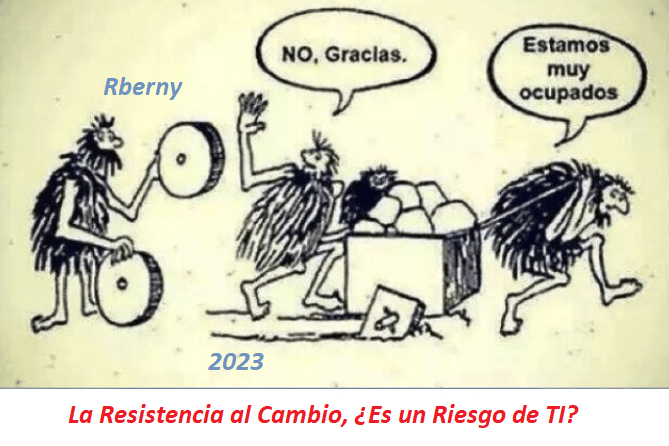 Rberny
NO, Gracias.
Estamos
muy
ocupados
2023
La Resistencia al Cambio, ¿Es un Riesgo de TI?